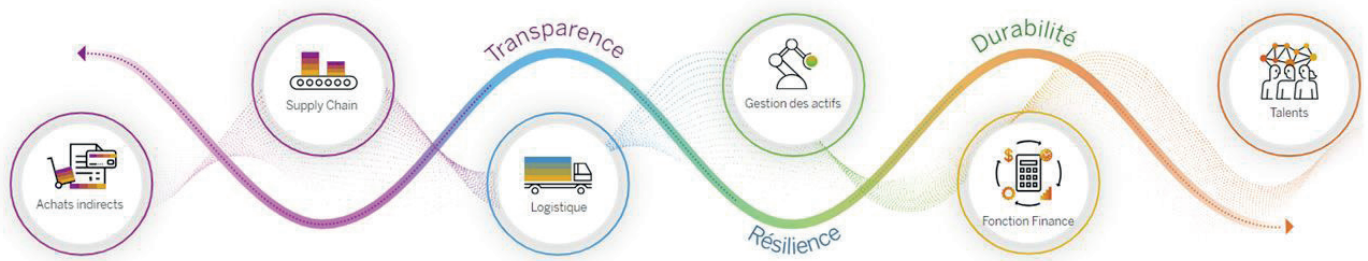 Achats indirects
Supply Chain
Transparence
Logistique
Gestion des actifs
Résilience
Durabilité
$
Fonction Finance
Talents